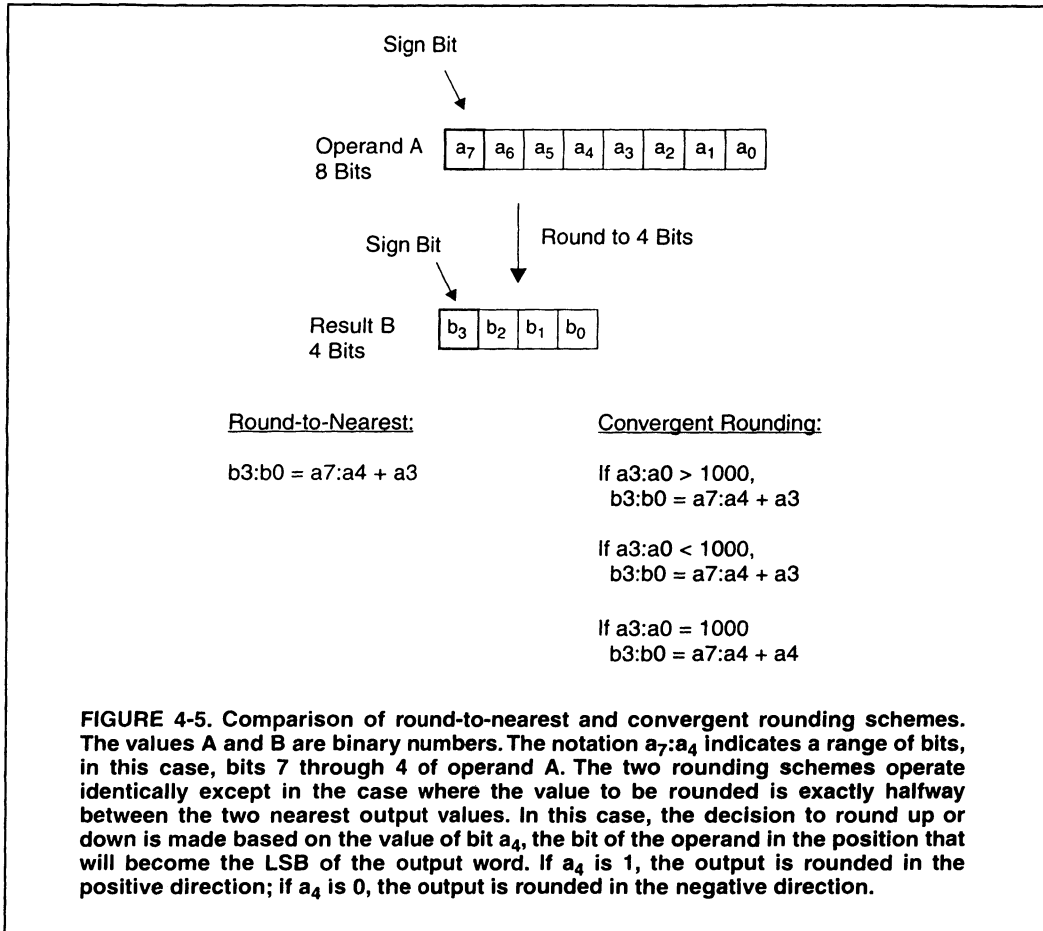 Sign Bit
Operand A
8 Bits
a7 a6 a5 a4 a3 a2 a1 a0
Round to 4 Bits
Sign Bit
Result B
4 Bits
b3 b2 b1 b0
Round-to-Nearest:
b3:b0 = a7:a4 + a3
Convergent Rounding:
If a3:a0 > 1000,
b3:b0 = a7:a4 + a3
If a3:a0 < 1000,
b3:b0 = a7:a4 + a3
If a3:a0 = 1000
b3:b0 = a7:a4 + a4
FIGURE 4-5. Comparison of round-to-nearest and convergent rounding schemes.
The values A and B are binary numbers. The notation a7:a4 indicates a range of bits,
in this case, bits 7 through 4 of operand A. The two rounding schemes operate
identically except in the case where the value to be rounded is exactly halfway
between the two nearest output values. In this case, the decision to round up or
down is made based on the value of bit a4, the bit of the operand in the position that
will become the LSB of the output word. If a4 is 1, the output is rounded in the
positive direction; if a4 is 0, the output is rounded in the negative direction.